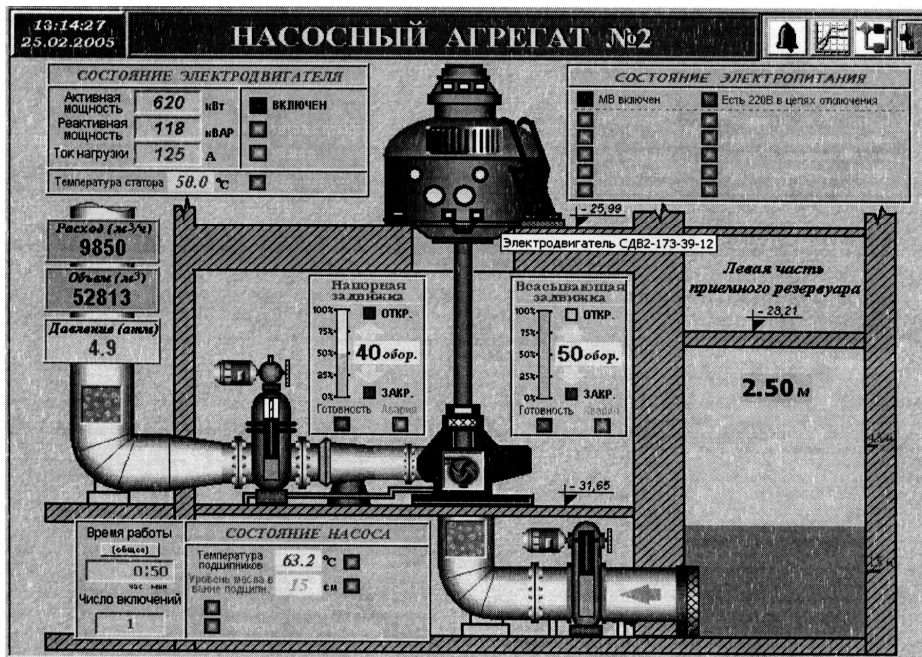 13:14:27
25.02.2005
НАСОСНЫЙ АГРЕГАТ №2
СОСТОЯНИЕ ЭЛЕКТРОДВИГАТЕЛЯ
Активная мощность 620 кВт
ВКЛЮЧЕН
Реактивная мощность 118 кВАР
Ток нагрузки 125 А
Температура статора 58.0 °С
СОСТОЯНИЕ ЭЛЕКТРОПИТАНИЯ
МВ включен
Есть 220В в цепях отключения
Расход (м³/ч)
9850
Объем (м³)
52813
Давление (атм)
4.9
- 25,99
Электродвигатель СДВ2-173-39-12
Левая часть
приемного резервуара
- 28,21
2.50 м
Напорная
задвижка
100%
75%
50%
25%
0%
ОТКР.
40 обор.
ЗАКР.
Готовность
Авария
Всасывающая
задвижка
100%
75%
50%
25%
0%
ОТКР.
50 обор.
ЗАКР.
Готовность
Авария
- 31,65
Время работы
(общее)
0:50
час мин
Число включений
1
СОСТОЯНИЕ НАСОСА
Температура
подшипников 63.2 °С
Уровень масла в
ванне подшипн. 15 см